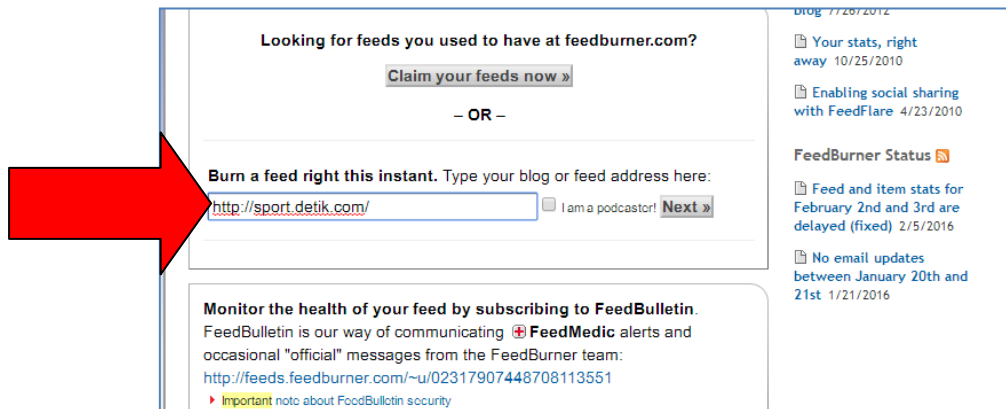 Looking for feeds you used to have at feedburner.com?
Claim your feeds now »
– OR –
Burn a feed right this instant. Type your blog or feed address here:
http://sport.detik.com/
I am a podcaster! Next »
Monitor the health of your feed by subscribing to FeedBulletin.
FeedBulletin is our way of communicating FeedMedic alerts and
occasional "official" messages from the FeedBurner team:
http://feeds.feedburner.com/~u/02317907448708113551
Important note about FeedBulletin security
blog 7/26/2012
Your stats, right
away 10/25/2010
Enabling social sharing
with FeedFlare 4/23/2010
FeedBurner Status
Feed and item stats for
February 2nd and 3rd are
delayed (fixed) 2/5/2016
No email updates
between January 20th and
21st 1/21/2016